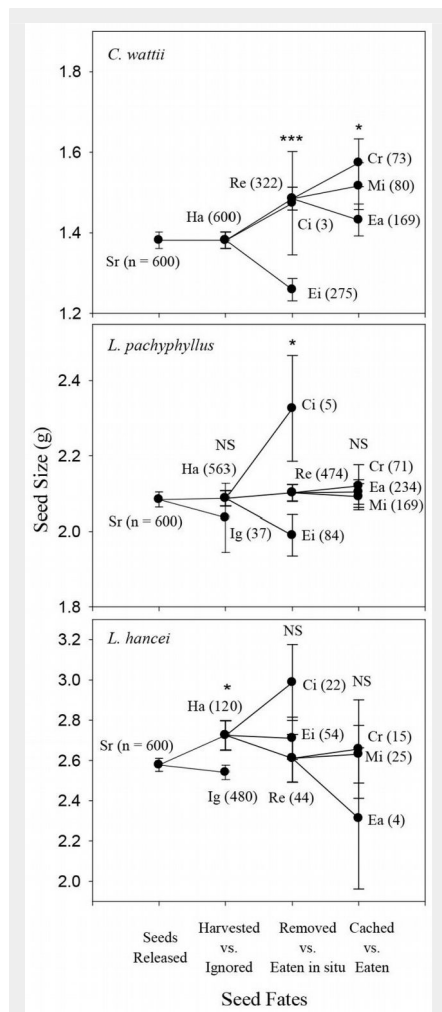 C. wattii
1.8
1.6
1.4
1.2
***
*
Cr (73)
Re (322)
Mi (80)
Ha (600)
Ci (3)
Ea (169)
Sr (n = 600)
Ei (275)
L. pachyphyllus
2.4
2.2
2.0
1.8
*
Ci (5)
NS
NS
Ha (563)
Re (474)
Cr (71)
Ea (234)
Mi (169)
Sr (n = 600)
Ig (37)
Ei (84)
Seed Size (g)
L. hancei
3.2
3.0
2.8
2.6
2.4
2.2
2.0
NS
NS
*
Ci (22)
Ha (120)
Ei (54)
Cr (15)
Sr (n = 600)
Mi (25)
Ig (480)
Re (44)
Ea (4)
Seeds
Released
Harvested
vs.
Ignored
Removed
vs.
Eaten in situ
Cached
vs.
Eaten
Seed Fates